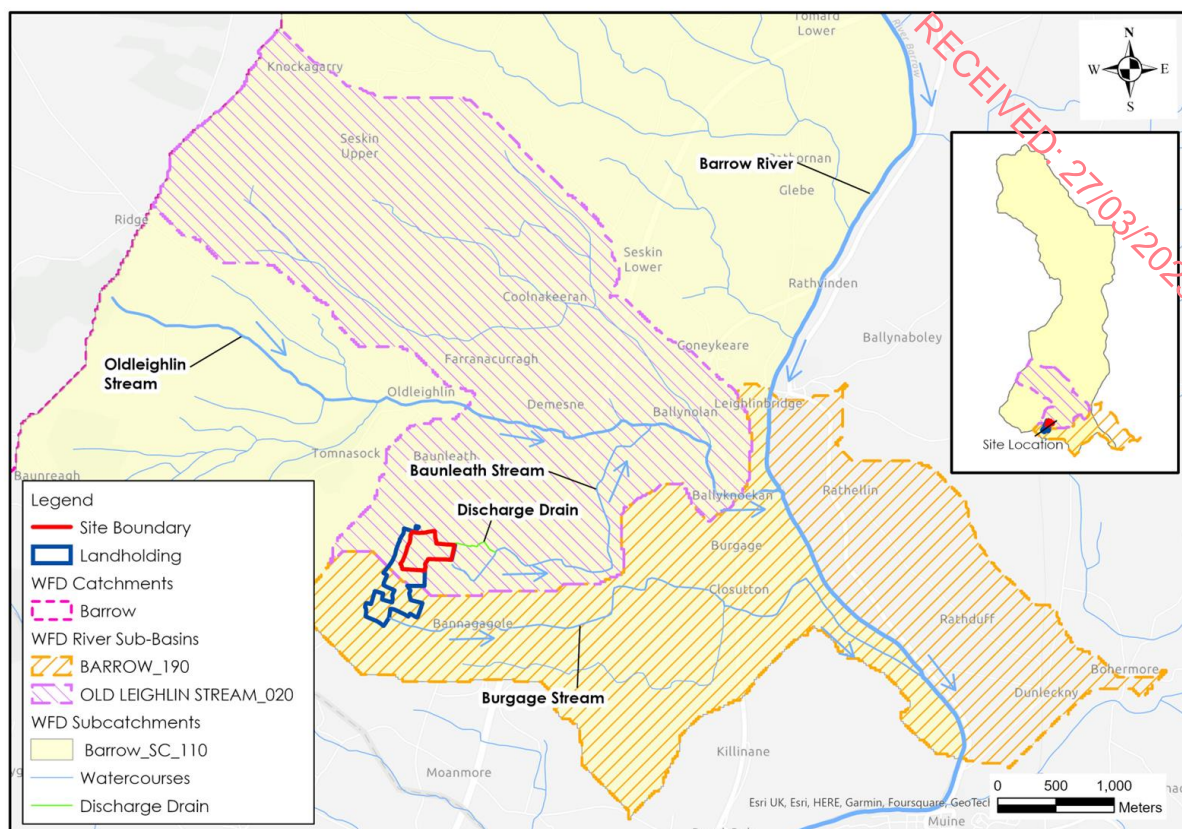 Tomard
Lower
River Barrow
RECEIVED: 27/03/202
N
W
E
S
Knockagarry
Seskin
Upper
Barrow River
Glebe
Ridge
Seskin
Lower
Rathvinden
Coolnakeeran
Ballynaboley
Coneykeare
Farranacurragh
Oldleighlin
Stream
Oldleighlin
Demesne
Ballynolan
Leighlinbridge
Site Location
Tomnasock
Baunleath
Baunleath Stream
Baunreagh
Ballyknockan
Rathellin
Discharge Drain
Burgage
Closutton
Bannagagole
Rathduff
Bohermore
Dunleckny
Burgage Stream
Killinane
Moanmore
Legend
Site Boundary
Landholding
WFD Catchments
Barrow
WFD River Sub-Basins
BARROW_190
OLD LEIGHLIN STREAM_020
WFD Subcatchments
Barrow_SC_110
Watercourses
Discharge Drain
0 500 1,000
Meters
Esri UK, Esri, HERE, Garmin, Foursquare, GeoTec
Muine